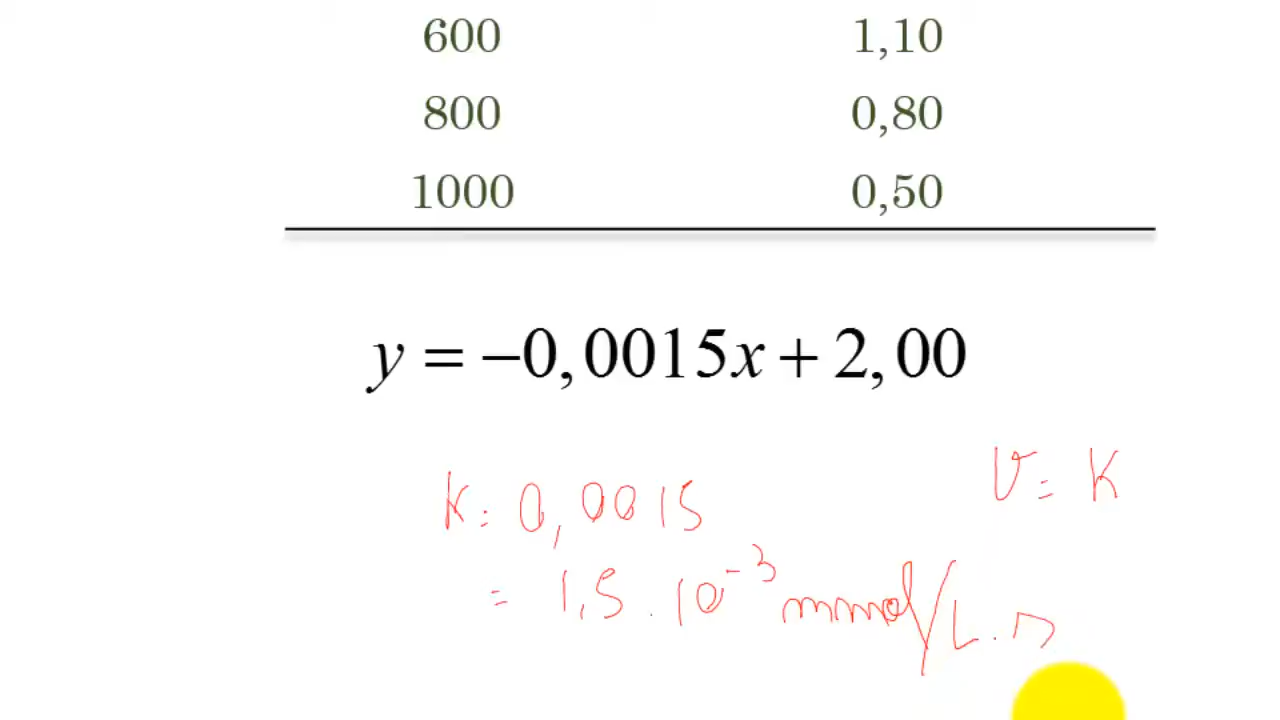 600 1,10
800 0,80
1000 0,50
y = −0,0015x + 2,00
K = 0,0015 V = K
= 1,5 . 10⁻³ mmol/L.s